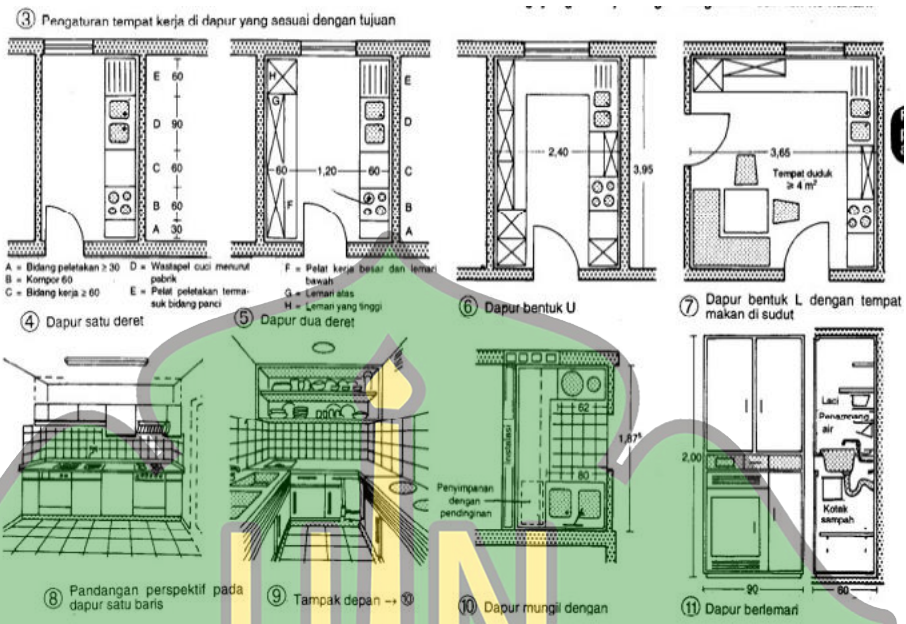 ③ Pengaturan tempat kerja di dapur yang sesuai dengan tujuan
E 60
D 90
C 60
B 60
A 30
H
G
F
60
1,20
60
E
D
C
B
A
2,40
3,95
3,65
Tempat duduk
≥ 4 m²
A = Bidang peletakan ≥ 30
B = Kompor 60
C = Bidang kerja ≥ 60
D = Wastapel cuci menurut
pabrik
E = Pelat peletakan terma-
suk bidang panci
F = Pelat kerja besar dan lemari
bawah
G = Lemari atas
H = Lemari yang tinggi
④ Dapur satu deret
⑤ Dapur dua deret
⑥ Dapur bentuk U
⑦ Dapur bentuk L dengan tempat
makan di sudut
62
80
1,87⁵
Instalasi
Penyimpanan
dengan
pendinginan
2,00
90
60
Laci
Penampang
air
Kotak
sampah
⑧ Pandangan perspektif pada
dapur satu baris
⑨ Tampak depan → ⑩
⑩ Dapur mungil dengan
⑪ Dapur berlemari
UIN